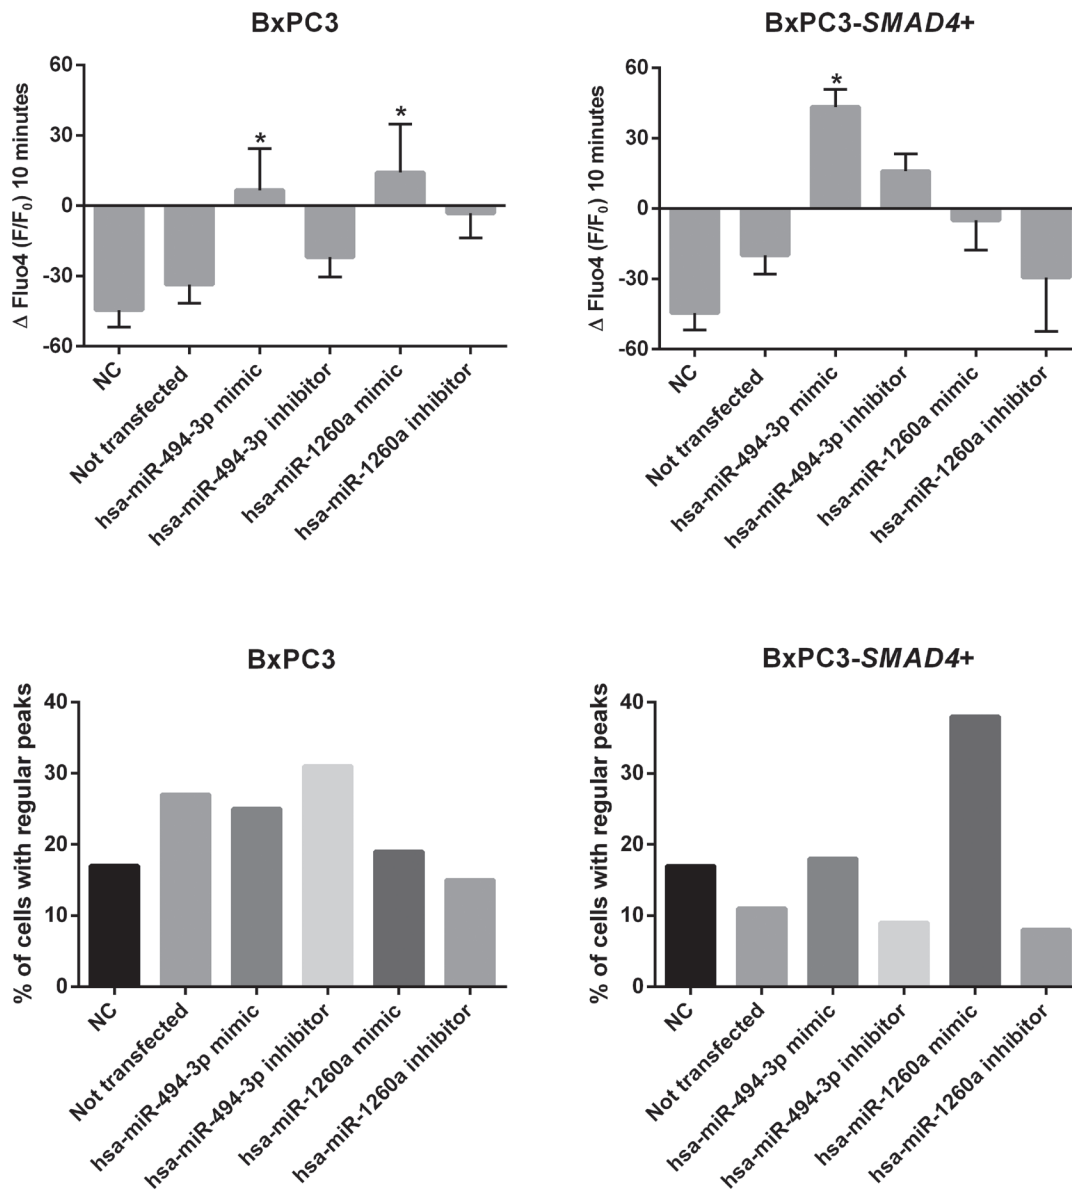 BxPC3
Δ Fluo4 (F/F0) 10 minutes
60
30
0
-30
-60
*
*
NC
Not transfected
hsa-miR-494-3p mimic
hsa-miR-494-3p inhibitor
hsa-miR-1260a mimic
hsa-miR-1260a inhibitor
BxPC3-SMAD4+
Δ Fluo4 (F/F0) 10 minutes
60
30
0
-30
-60
*
NC
Not transfected
hsa-miR-494-3p mimic
hsa-miR-494-3p inhibitor
hsa-miR-1260a mimic
hsa-miR-1260a inhibitor
BxPC3
% of cells with regular peaks
40
30
20
10
0
NC
Not transfected
hsa-miR-494-3p mimic
hsa-miR-494-3p inhibitor
hsa-miR-1260a mimic
hsa-miR-1260a inhibitor
BxPC3-SMAD4+
% of cells with regular peaks
40
30
20
10
0
NC
Not transfected
hsa-miR-494-3p mimic
hsa-miR-494-3p inhibitor
hsa-miR-1260a mimic
hsa-miR-1260a inhibitor